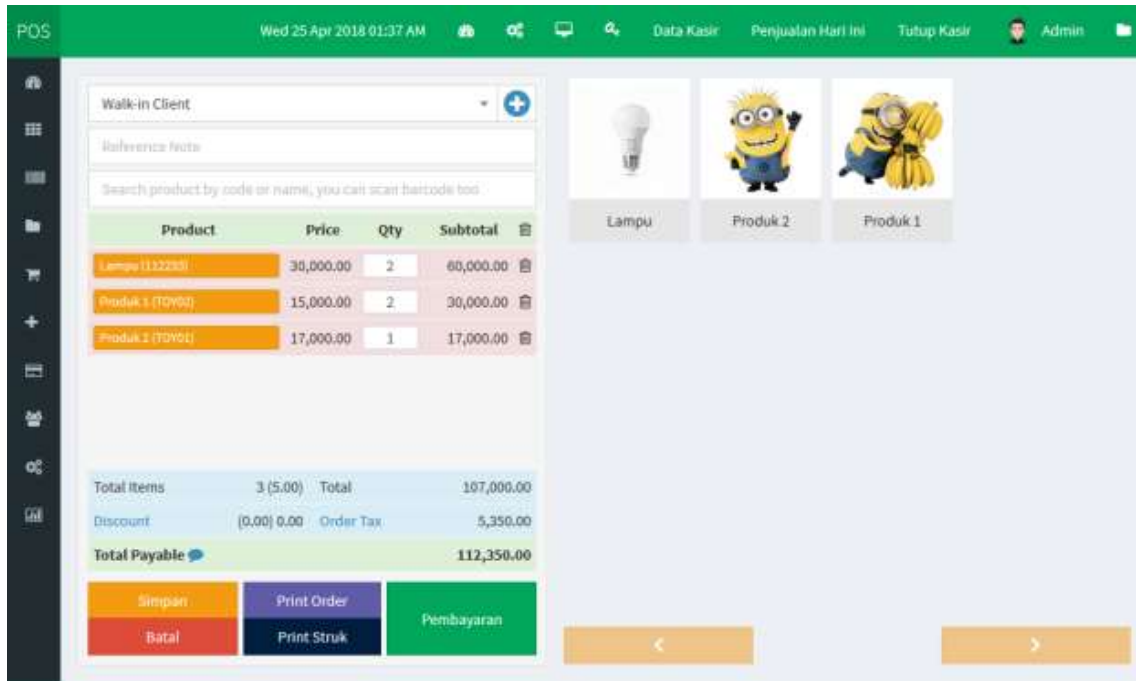 POS
Wed 25 Apr 2018 01:37 AM
Data Kasir
Penjualan Hari Ini
Tutup Kasir
Admin
Walk-in Client
Reference Note
Search product by code or name, you can scan barcode too
Product Price Qty Subtotal
Lampu (112233) 30,000.00 2 60,000.00
Produk 1 (TOY02) 15,000.00 2 30,000.00
Produk 2 (TOY01) 17,000.00 1 17,000.00
Total Items 3 (5.00) Total 107,000.00
Discount (0.00) 0.00 Order Tax 5,350.00
Total Payable 112,350.00
Simpan
Print Order
Pembayaran
Batal
Print Struk
Lampu
Produk 2
Produk 1